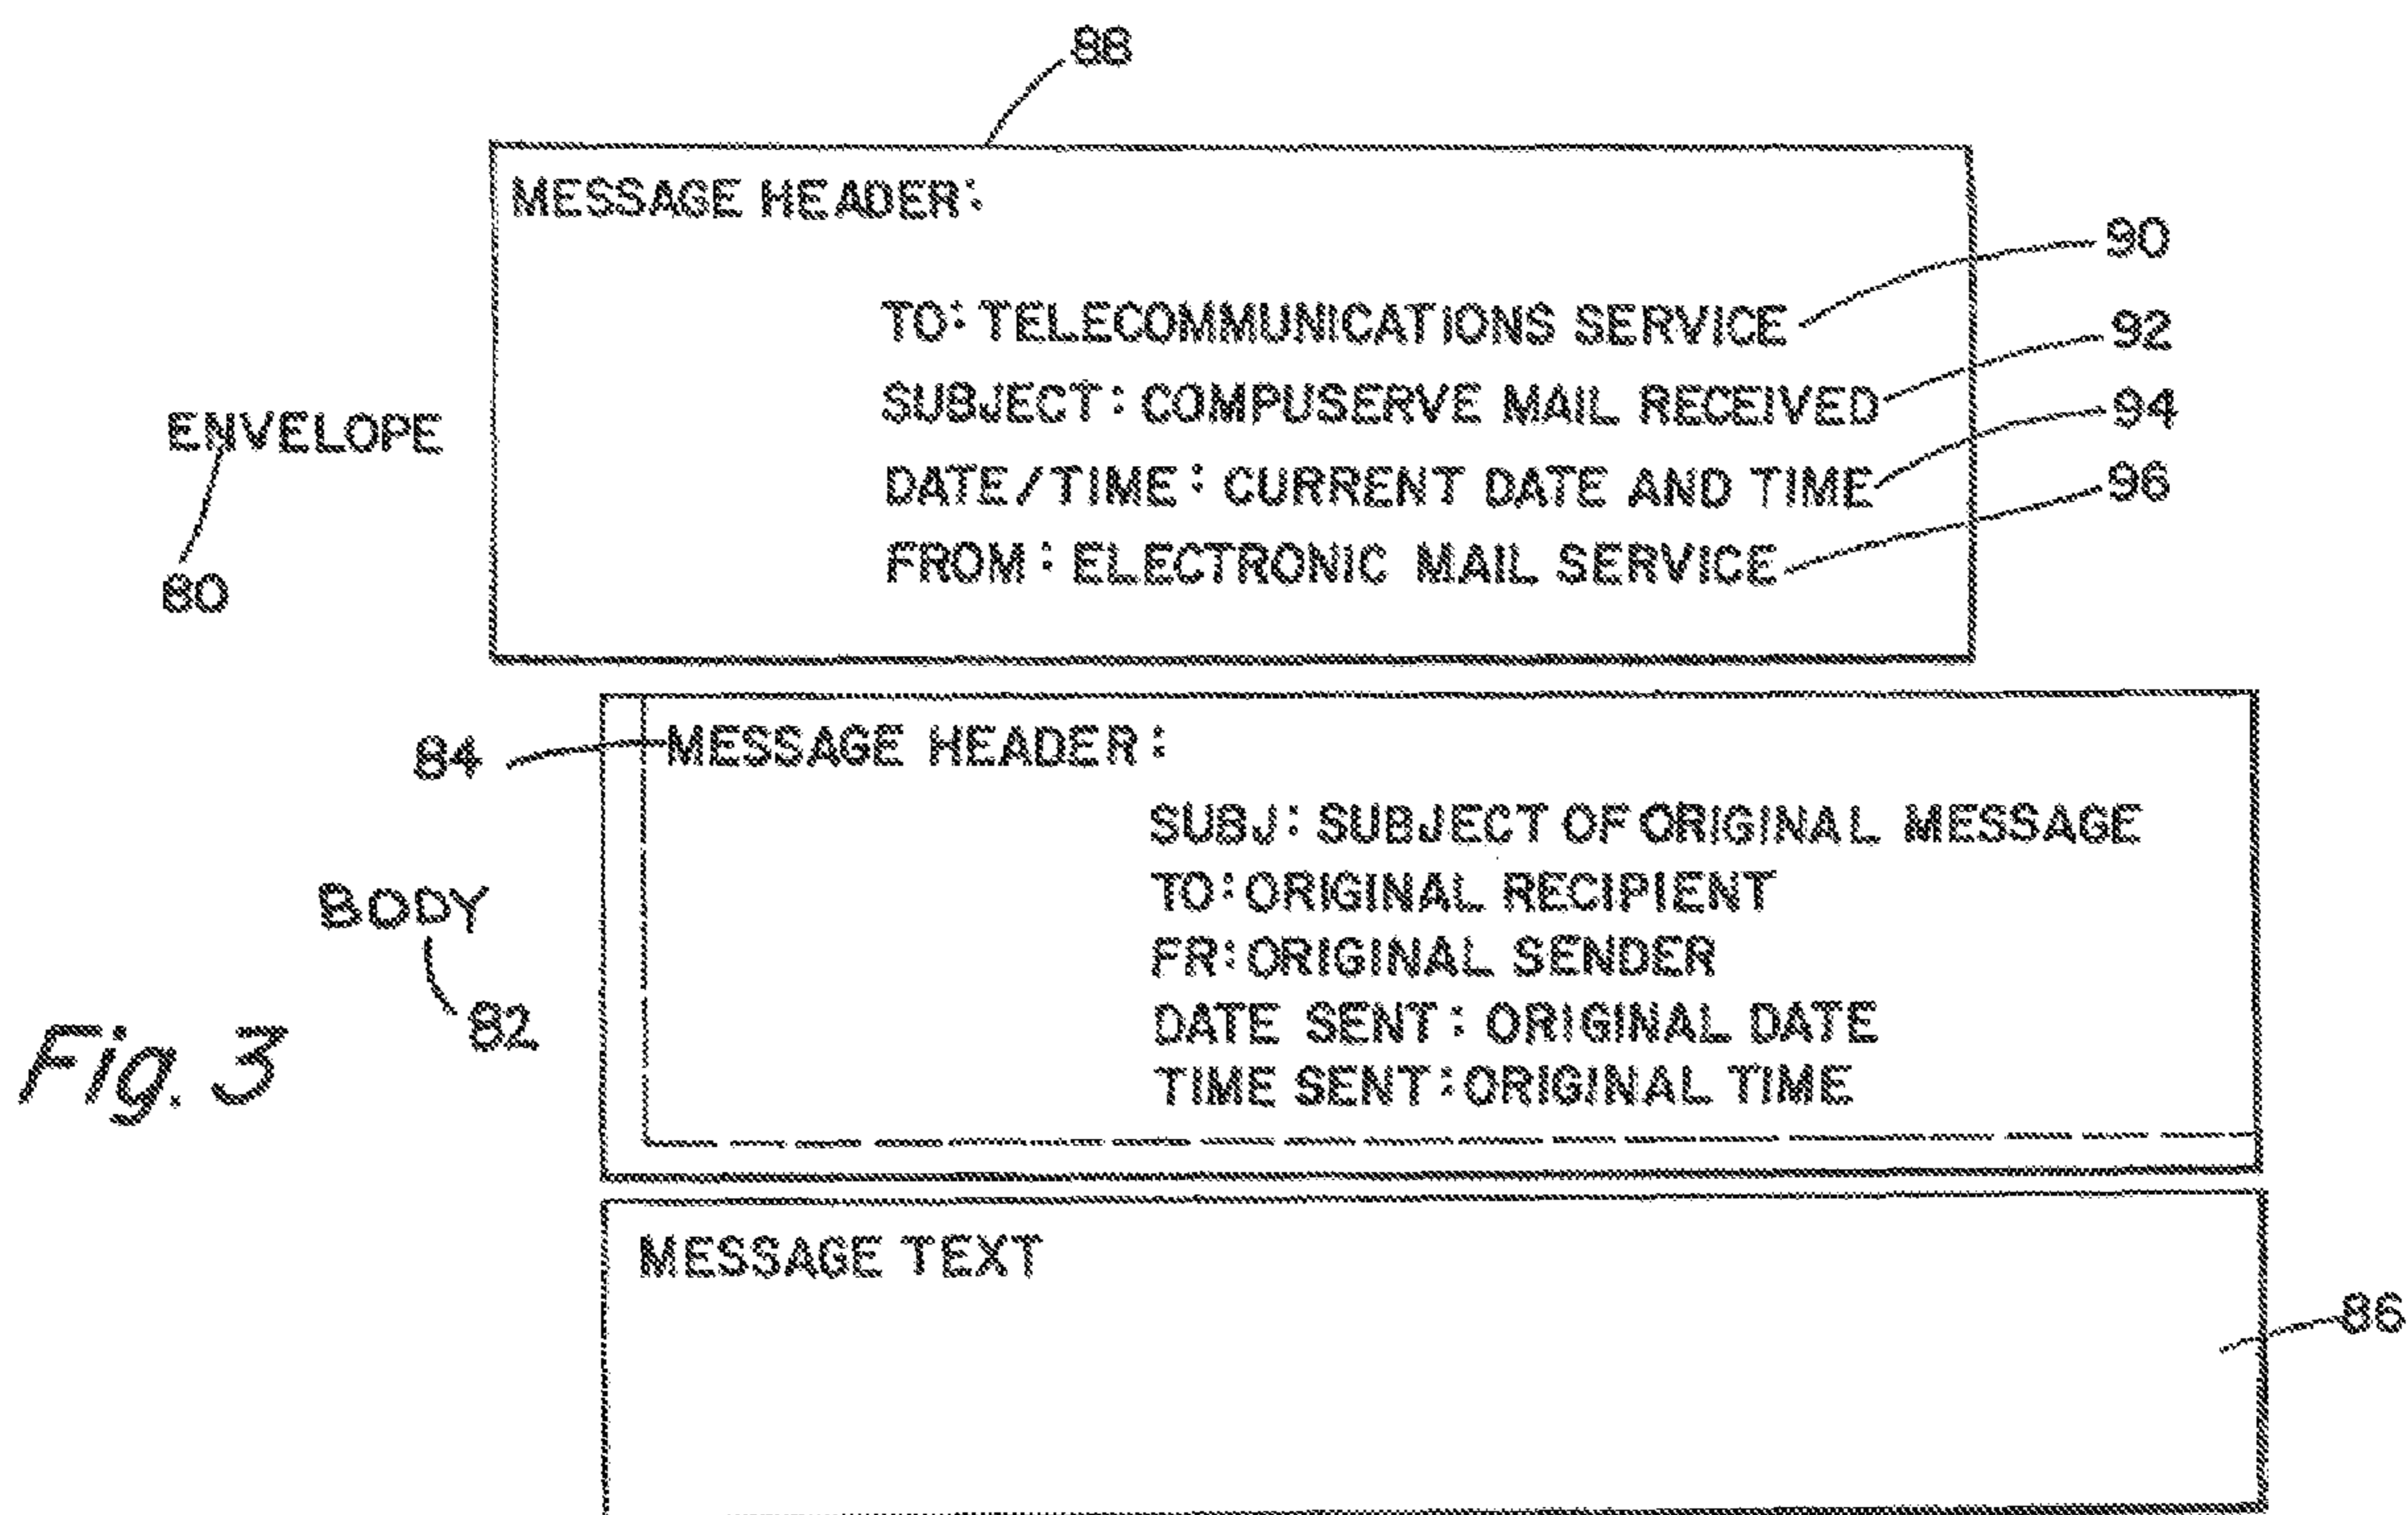 88
MESSAGE HEADER:
90
TO: TELECOMMUNICATIONS SERVICE
92
SUBJECT: COMPUSERVE MAIL RECEIVED
94
ENVELOPE
DATE/TIME: CURRENT DATE AND TIME
96
FROM: ELECTRONIC MAIL SERVICE
80
84
MESSAGE HEADER:
SUBJ: SUBJECT OF ORIGINAL MESSAGE
BODY
TO: ORIGINAL RECIPIENT
FR: ORIGINAL SENDER
82
DATE SENT: ORIGINAL DATE
Fig. 3
TIME SENT: ORIGINAL TIME
MESSAGE TEXT
86